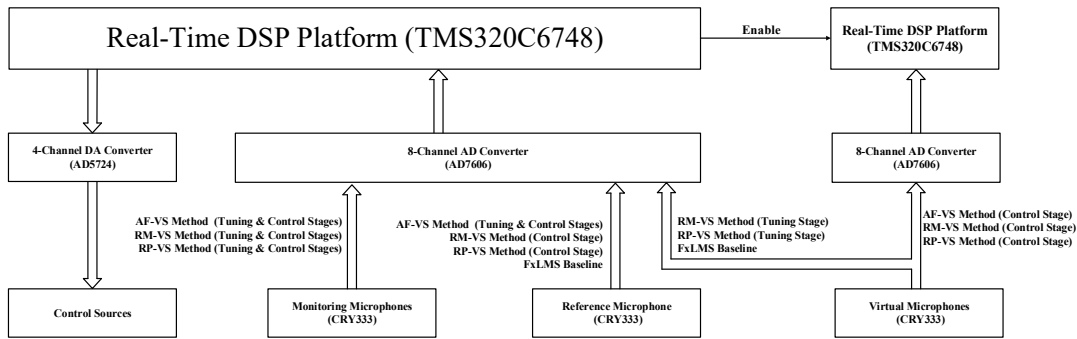 Real-Time DSP Platform (TMS320C6748)
Enable
Real-Time DSP Platform
(TMS320C6748)
4-Channel DA Converter
(AD5724)
8-Channel AD Converter
(AD7606)
8-Channel AD Converter
(AD7606)
AF-VS Method (Tuning & Control Stages)
RM-VS Method (Tuning & Control Stages)
RP-VS Method (Tuning & Control Stages)
AF-VS Method (Tuning & Control Stages)
RM-VS Method (Control Stage)
RP-VS Method (Control Stage)
FxLMS Baseline
RM-VS Method (Tuning Stage)
RP-VS Method (Tuning Stage)
FxLMS Baseline
AF-VS Method (Control Stage)
RM-VS Method (Control Stage)
RP-VS Method (Control Stage)
Control Sources
Monitoring Microphones
(CRY333)
Reference Microphone
(CRY333)
Virtual Microphones
(CRY333)